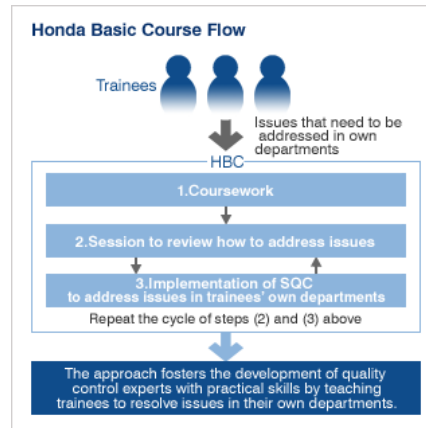 Honda Basic Course Flow
Trainees
Issues that need to be
addressed in own
departments
HBC
1.Coursework
2.Session to review how to address issues
3.Implementation of SQC
to address issues in trainees' own departments
Repeat the cycle of steps (2) and (3) above
The approach fosters the development of quality
control experts with practical skills by teaching
trainees to resolve issues in their own departments.